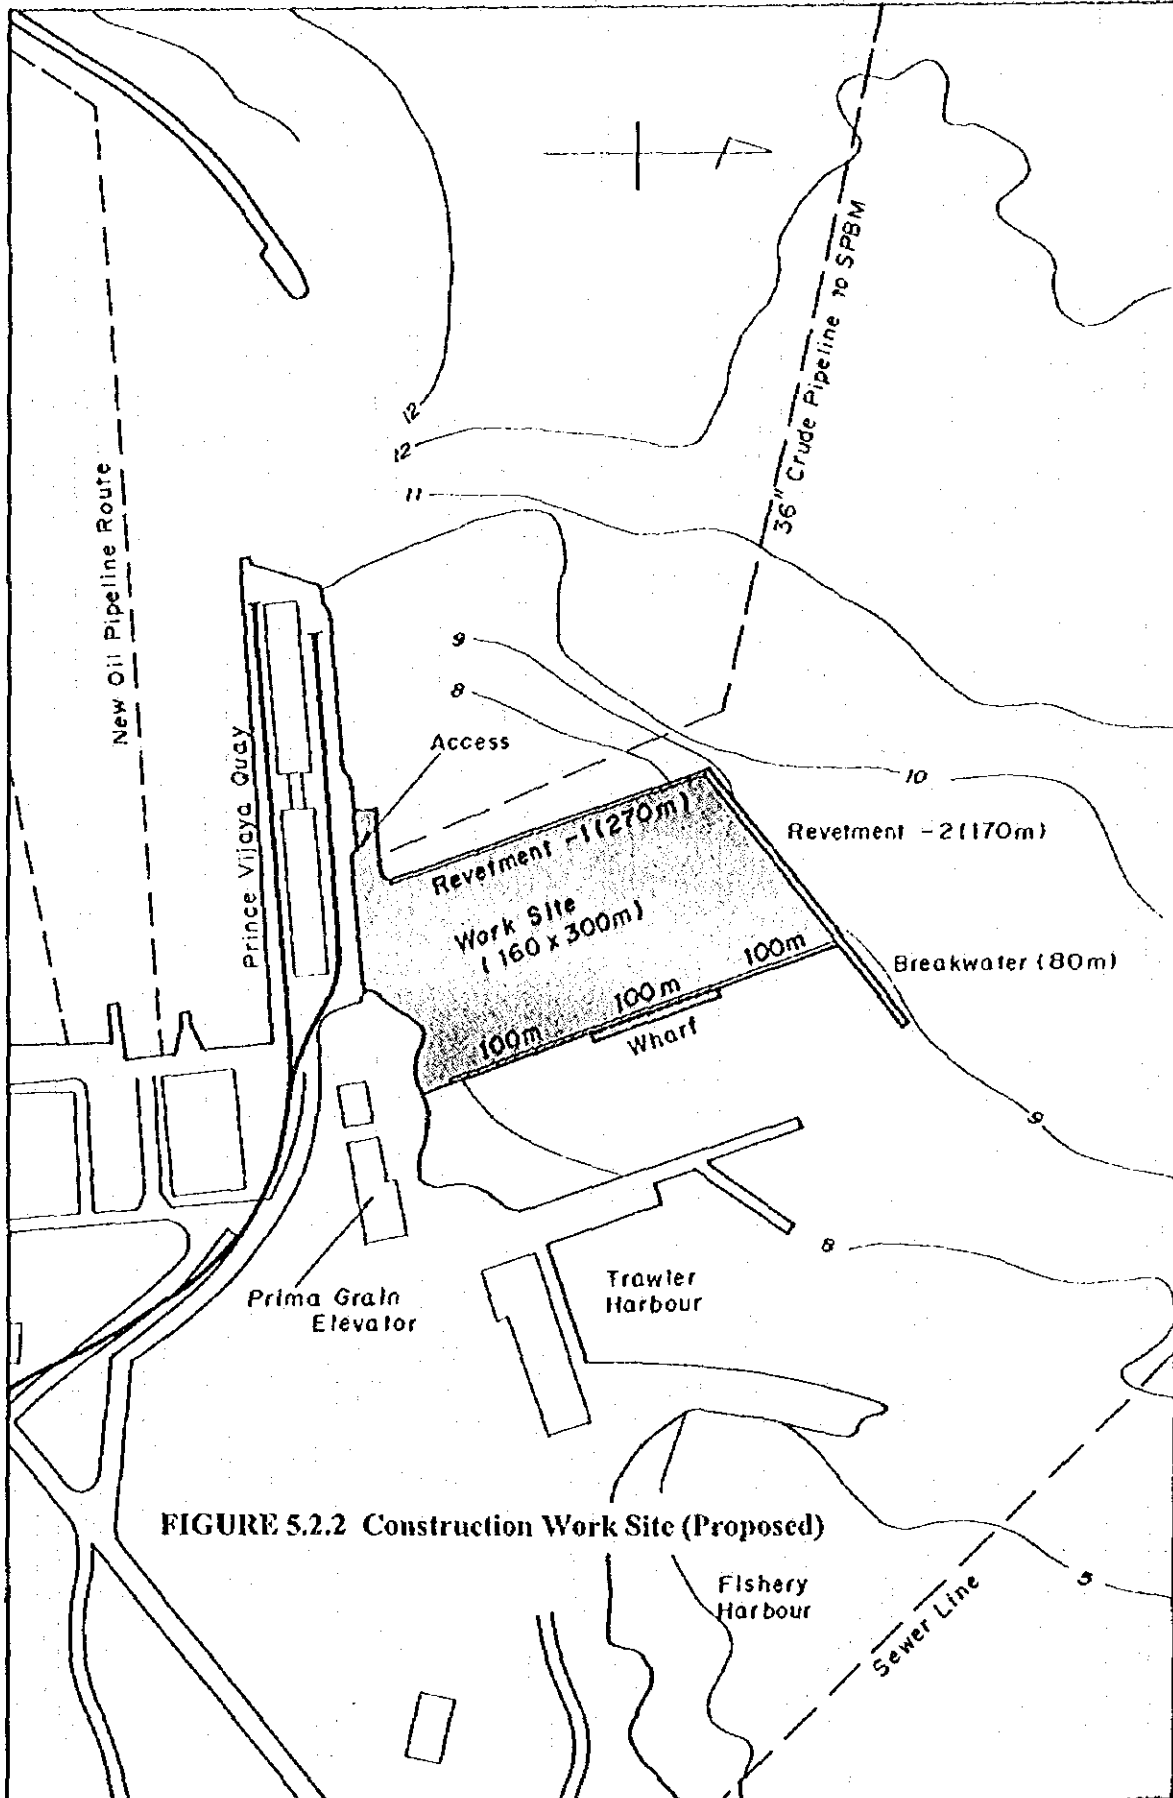 36" Crude Pipeline to SPBM
12
12
11
New Oil Pipeline Route
9
8
Access
Prince Vijaya Quay
10
Revetment -1 (270m)
Revetment -2 (170m)
Work Site
(160 x 300m)
100m
Breakwater (80m)
100m
100m
Wharf
9
8
Trawler
Harbour
Prima Grain
Elevator
FIGURE 5.2.2 Construction Work Site (Proposed)
Fishery
Harbour
5
Sewer Line